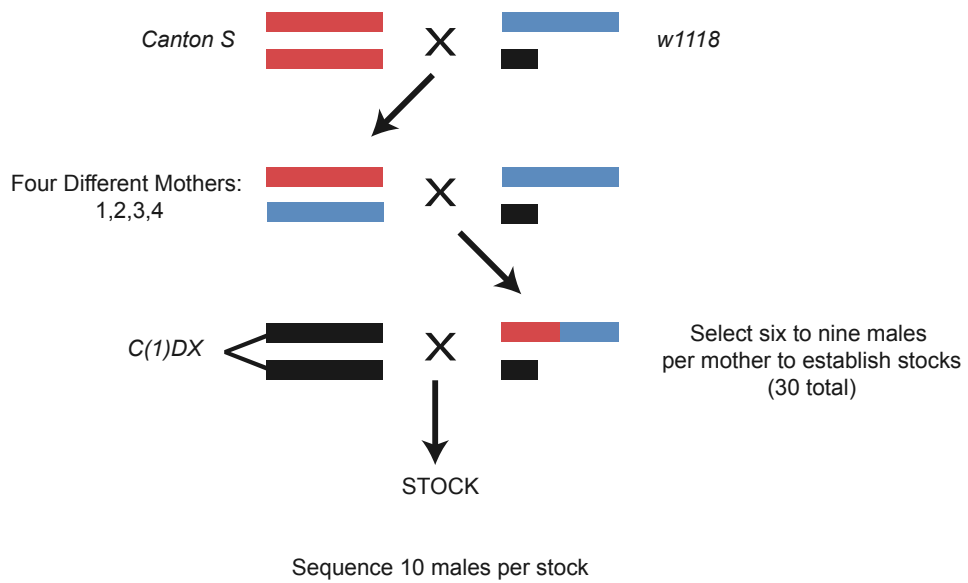 Canton S
X
w1118
Four Different Mothers:
1,2,3,4
X
C(1)DX
X
Select six to nine males
per mother to establish stocks
(30 total)
STOCK
Sequence 10 males per stock